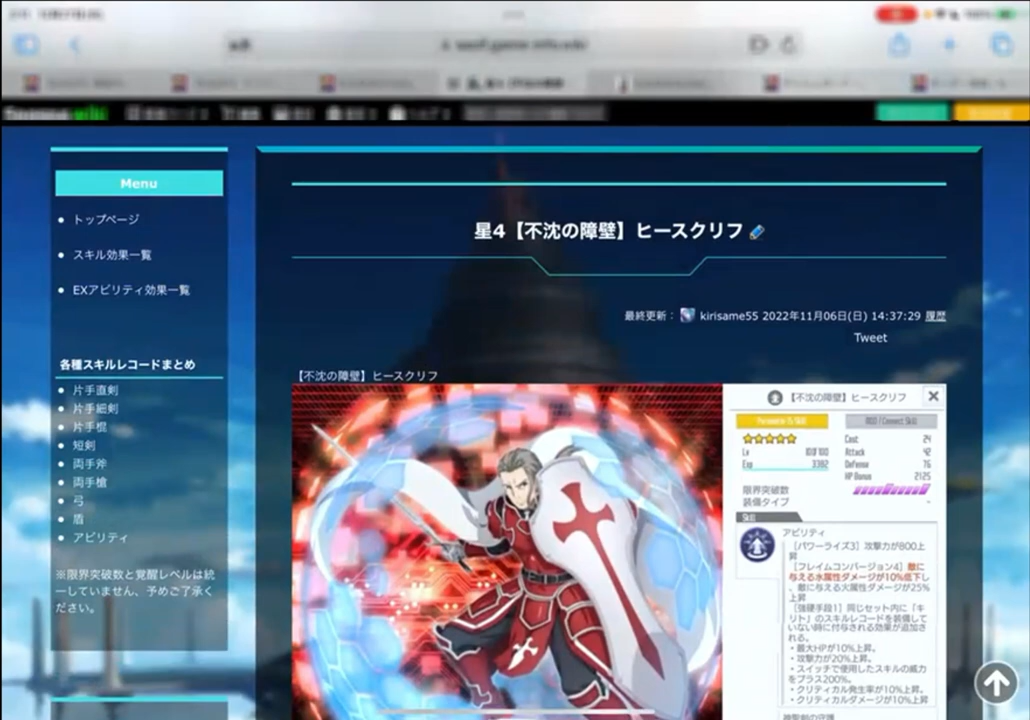 Menu
トップページ
スキル効果一覧
EXアビリティ効果一覧
各種スキルレコードまとめ
片手直剣
片手細剣
片手棍
短剣
両手斧
両手槍
弓
盾
アビリティ
※限界突破数と覚醒レベルは統
一していません、予めご了承く
ださい。
星4【不沈の障壁】ヒースクリフ
最終更新： kirisame55 2022年11月06日(日) 14:37:29 履歴
Tweet
【不沈の障壁】ヒースクリフ
【不沈の障壁】ヒースクリフ
Cost 24
Attack 42
Defense 76
HP Bonus 2125
Lv 100/100
Exp 3382
限界突破数
装備タイプ -
Skill
アビリティ
［パワーライズ3］攻撃力が800上
昇
［フレイムコンバージョン4］敵に
与える水属性ダメージが10%低下し
、敵に与える火属性ダメージが25%
上昇
［強硬手段1］同じセット内に「キ
リト」のスキルレコードを装備して
いない時に付与される効果が追加さ
れる。
・最大HPが10%上昇。
・攻撃力が20%上昇。
・スイッチで使用したスキルの威力
をプラス200%。
・クリティカル発生率が10%上昇。
・クリティカルダメージが10%上昇